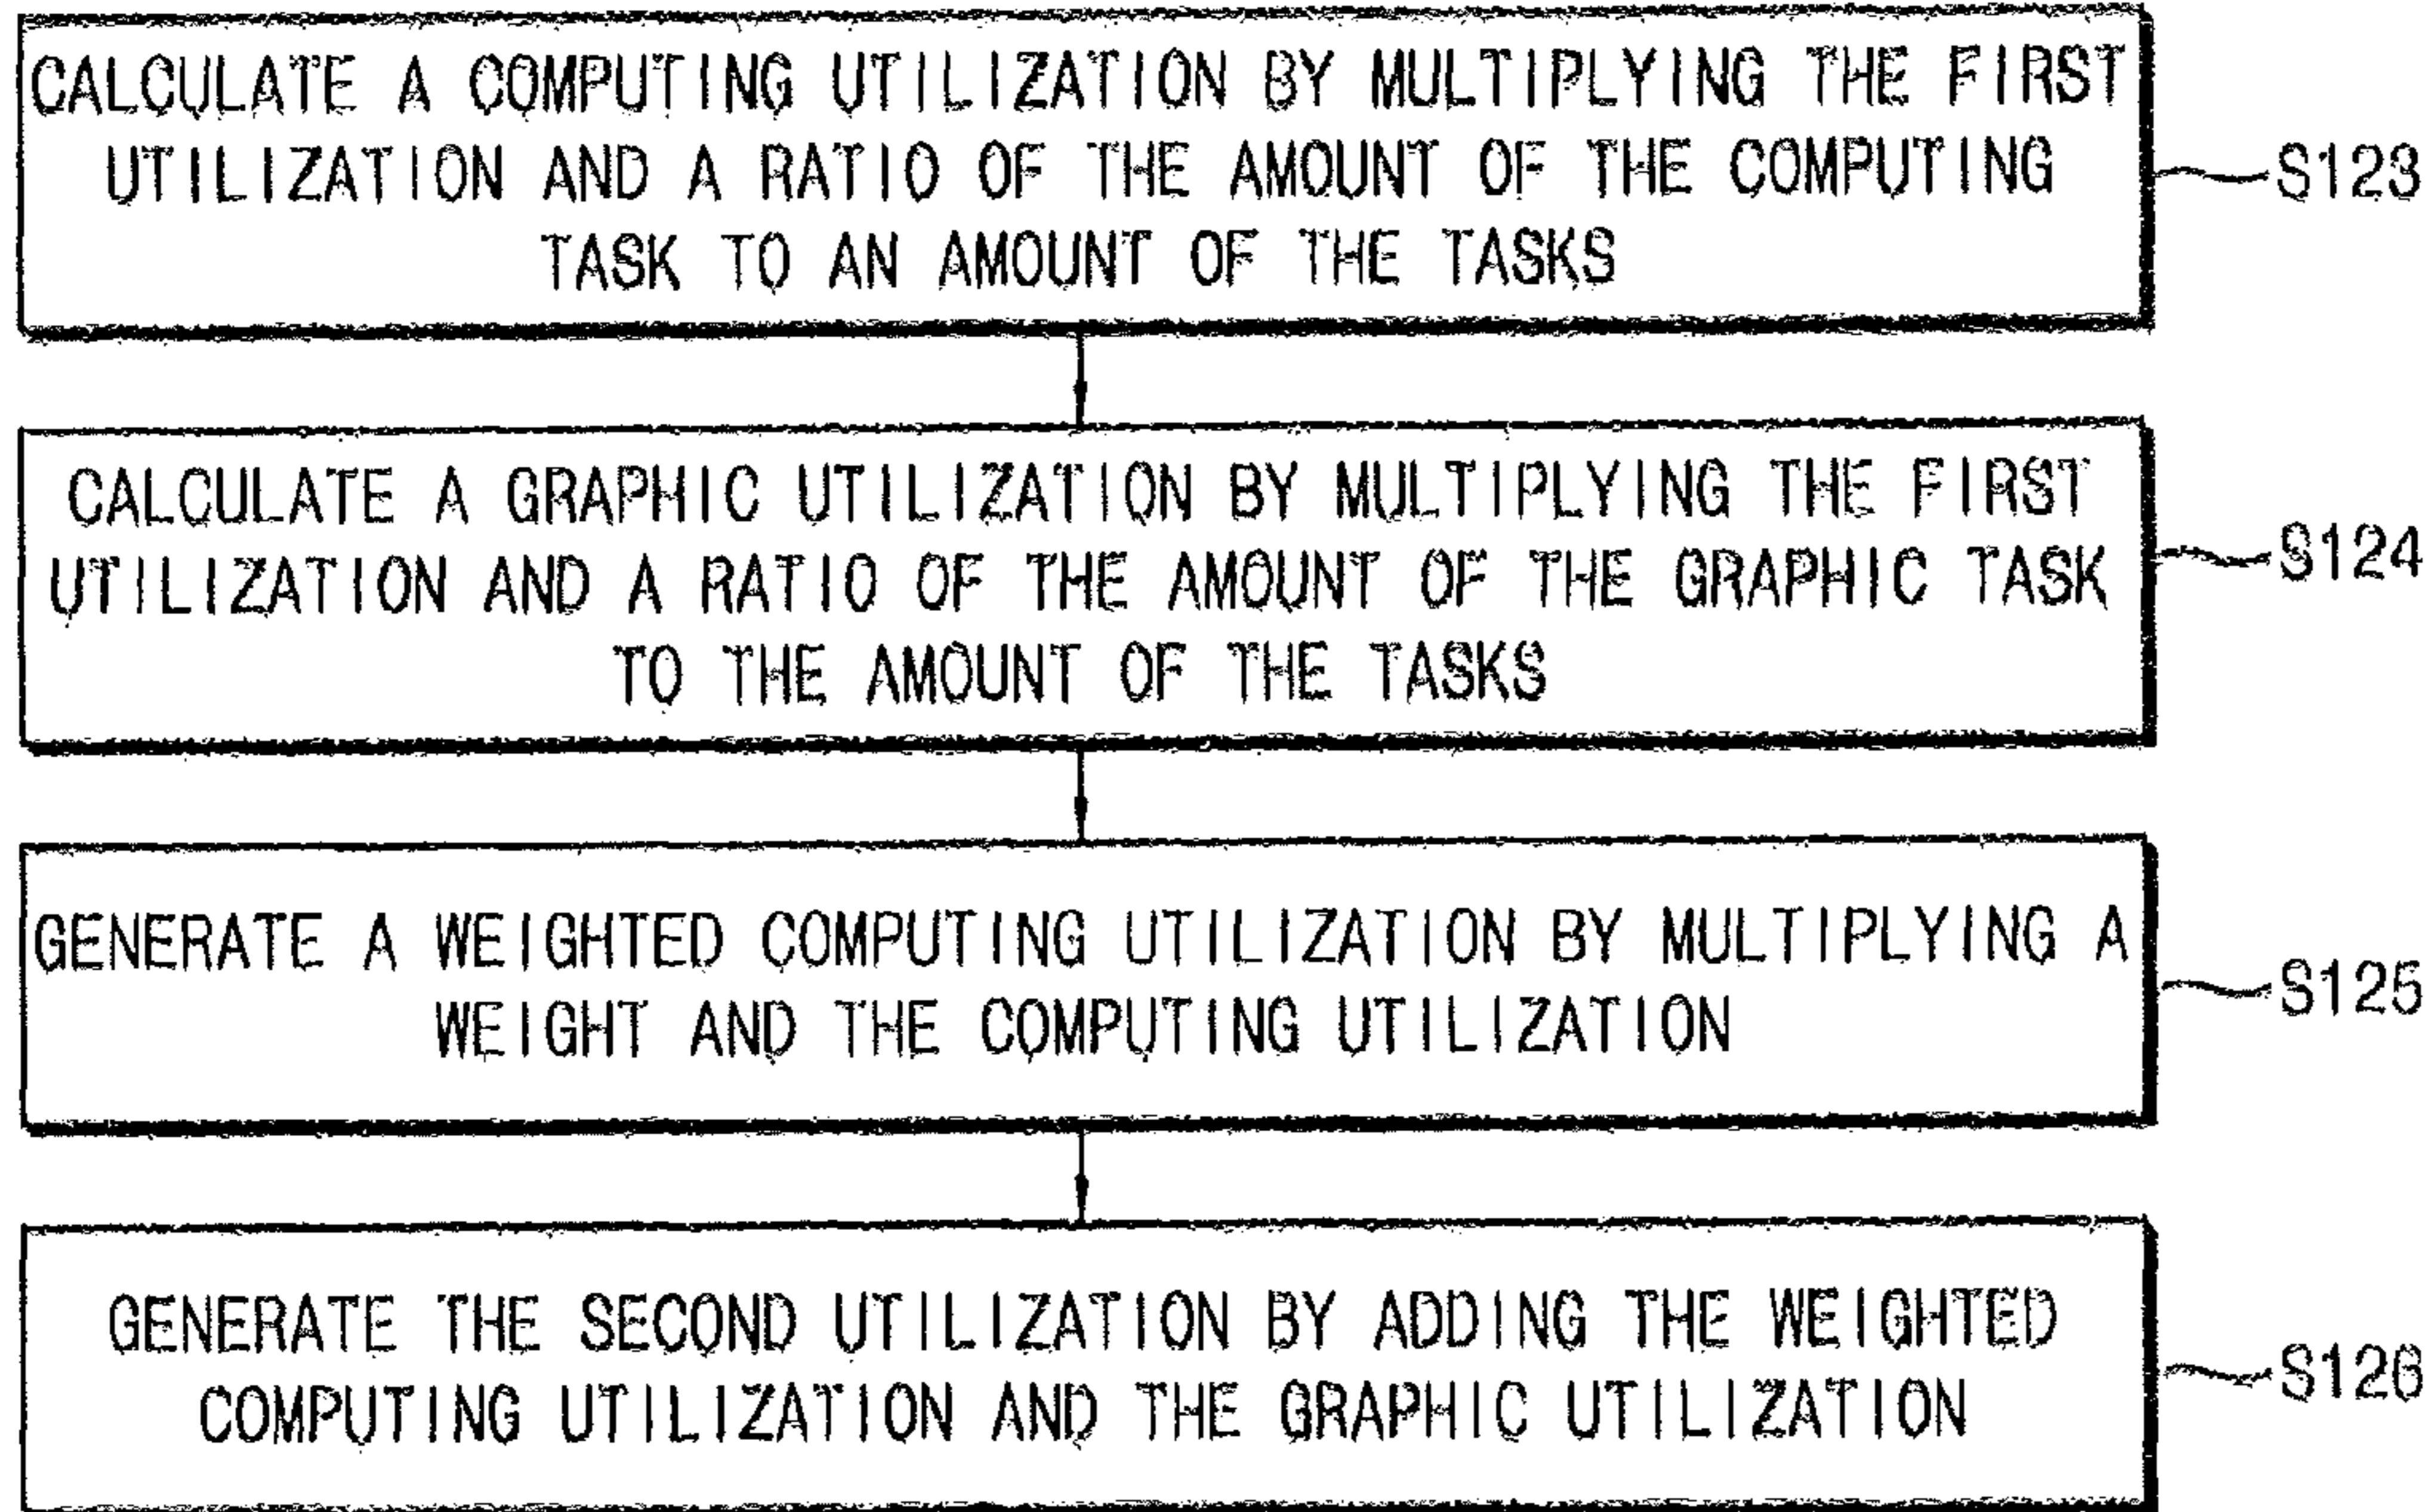 CALCULATE A COMPUTING UTILIZATION BY MULTIPLYING THE FIRST
UTILIZATION AND A RATIO OF THE AMOUNT OF THE COMPUTING
TASK TO AN AMOUNT OF THE TASKS
S123
CALCULATE A GRAPHIC UTILIZATION BY MULTIPLYING THE FIRST
UTILIZATION AND A RATIO OF THE AMOUNT OF THE GRAPHIC TASK
TO THE AMOUNT OF THE TASKS
S124
GENERATE A WEIGHTED COMPUTING UTILIZATION BY MULTIPLYING A
WEIGHT AND THE COMPUTING UTILIZATION
S125
GENERATE THE SECOND UTILIZATION BY ADDING THE WEIGHTED
COMPUTING UTILIZATION AND THE GRAPHIC UTILIZATION
S126